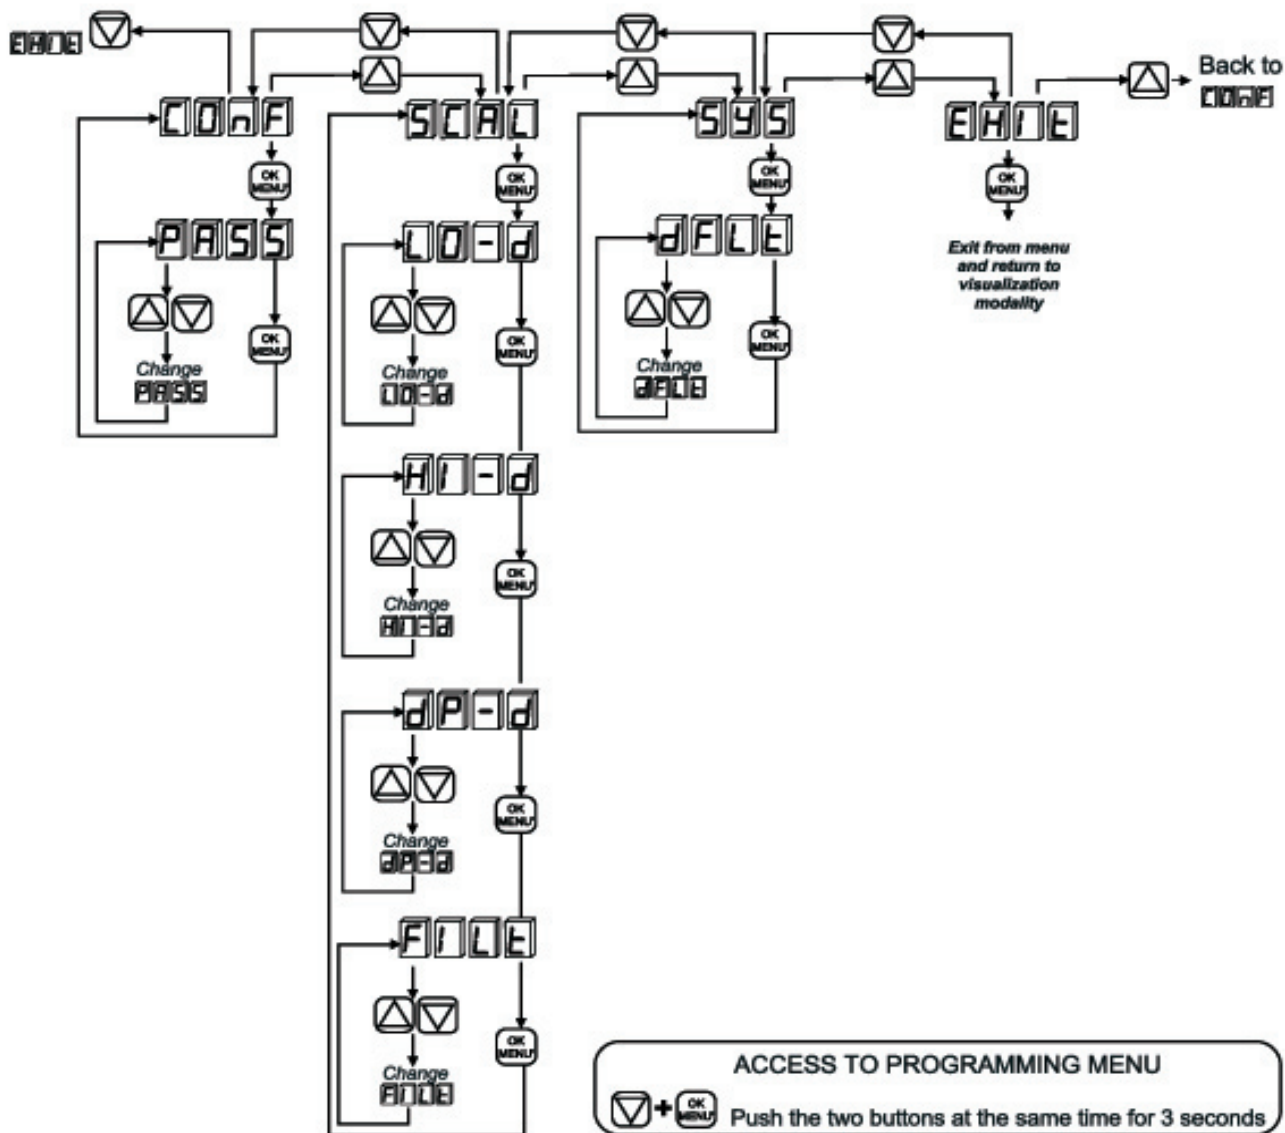 EHIt
Back to
COnF
COnF
SCAL
SYS
EHIt
OK
MENU'
OK
MENU'
OK
MENU'
OK
MENU'
PASS
LO-d
dFLt
Exit from menu
and return to
visualization
modality
OK
MENU'
OK
MENU'
OK
MENU'
Change
PASS
Change
LO-d
Change
dFLt
HI-d
OK
MENU'
Change
HI-d
dP-d
OK
MENU'
Change
dP-d
FILt
OK
MENU'
Change
FILt
ACCESS TO PROGRAMMING MENU
+
OK
MENU'
Push the two buttons at the same time for 3 seconds